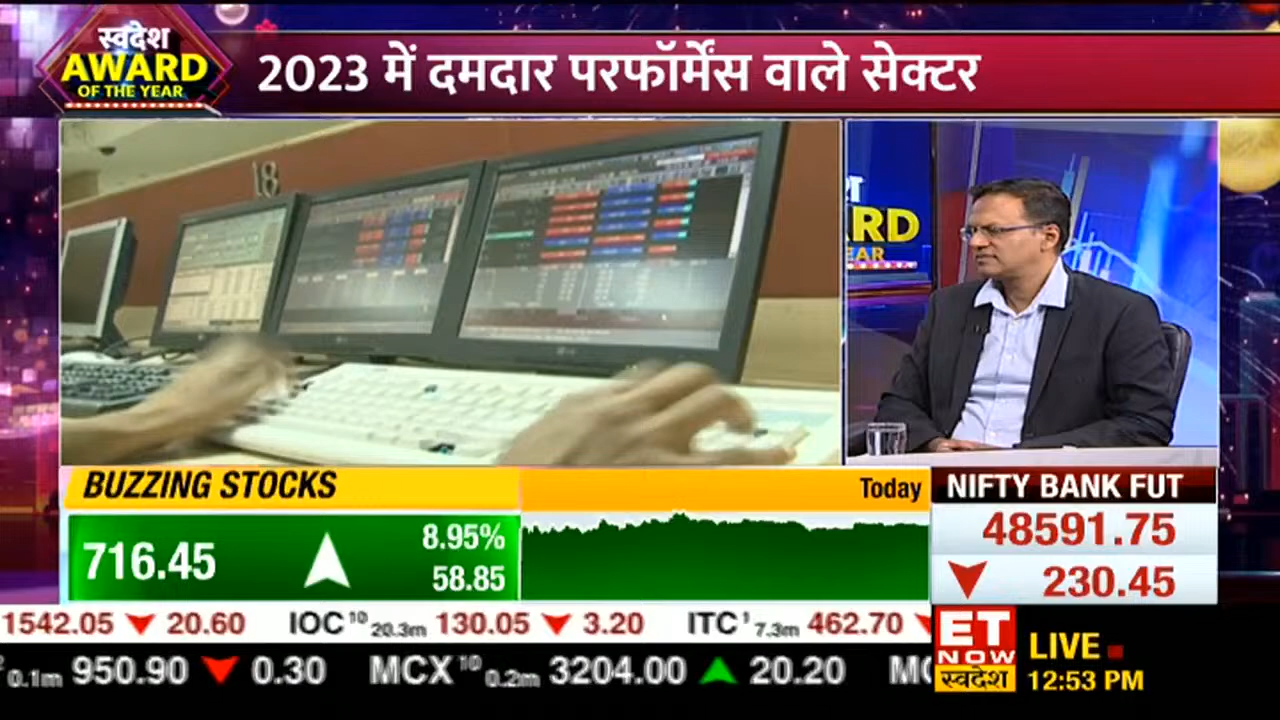 स्वदेश
AWARD
OF THE YEAR
2023 में दमदार परफॉर्मेंस वाले सेक्टर
18
RD
EAR
BUZZING STOCKS
Today
NIFTY BANK FUT
716.45
8.95%
58.85
48591.75
230.45
1542.05 20.60 IOC 10 20.3m 130.05 3.20 ITC 1 7.3m 462.70
0.1m 950.90 0.30 MCX 10 0.2m 3204.00 20.20
ET
NOW
स्वदेश
LIVE
12:53 PM